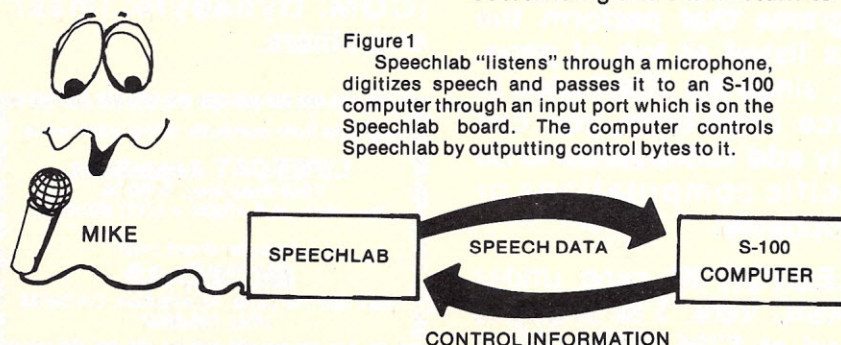 Figure1
Speechlab “listens” through a microphone,
digitizes speech and passes it to an S-100
computer through an input port which is on the
Speechlab board. The computer controls
Speechlab by outputting control bytes to it.
MIKE
SPEECHLAB
SPEECH DATA
S-100
COMPUTER
CONTROL INFORMATION